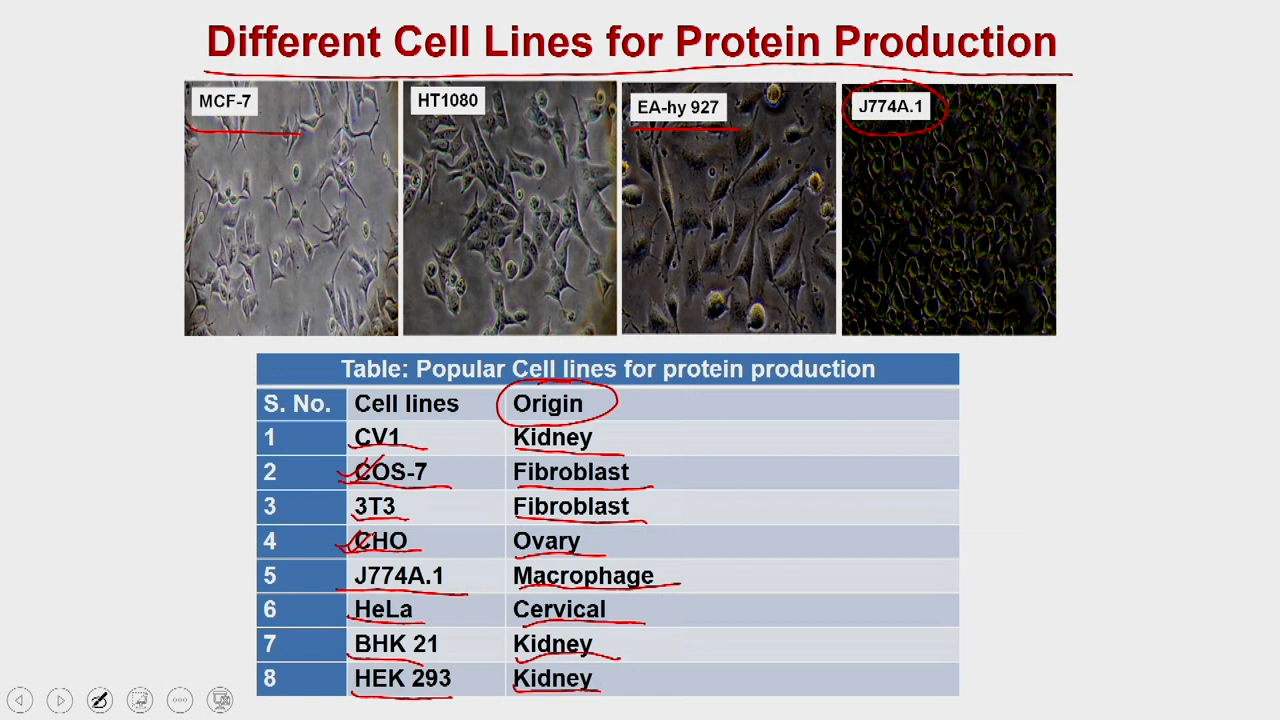 Different Cell Lines for Protein Production
MCF-7
HT1080
EA-hy 927
J774A.1
Table: Popular Cell lines for protein production
S. No. Cell lines Origin
1 CV1 Kidney
2 COS-7 Fibroblast
3 3T3 Fibroblast
4 CHO Ovary
5 J774A.1 Macrophage
6 HeLa Cervical
7 BHK 21 Kidney
8 HEK 293 Kidney